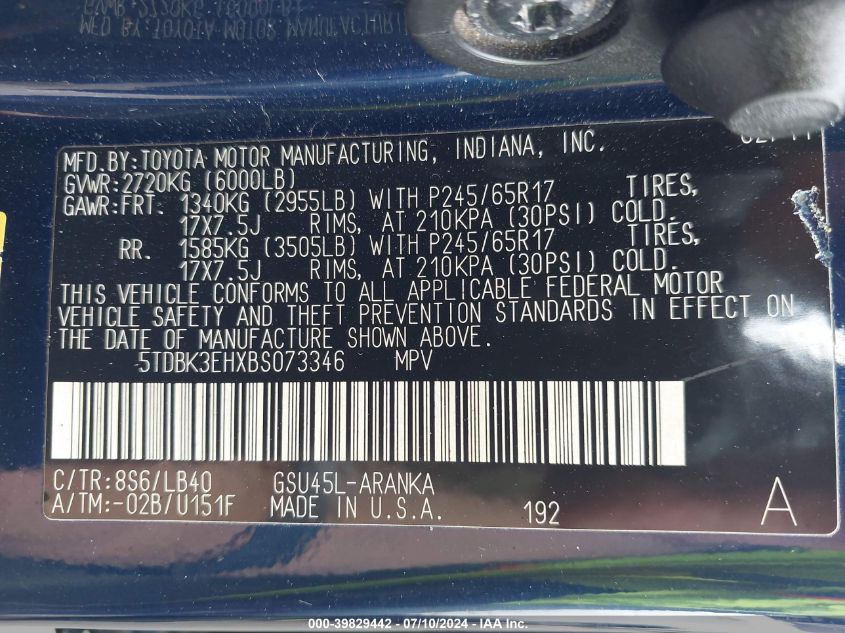 MFD. BY: TOYOTA MOTOR MANUFACTURING, INDIANA, INC.
GVWR: 2720KG (6000LB)
GAWR: FRT. 1340KG (2955LB) WITH P245/65R17 TIRES,
17X7.5J RIMS, AT 210KPA (30PSI) COLD.
RR. 1585KG (3505LB) WITH P245/65R17 TIRES,
17X7.5J RIMS, AT 210KPA (30PSI) COLD.
THIS VEHICLE CONFORMS TO ALL APPLICABLE FEDERAL MOTOR
VEHICLE SAFETY AND THEFT PREVENTION STANDARDS IN EFFECT ON
THE DATE OF MANUFACTURE SHOWN ABOVE.
5TDBK3EHXBS073346 MPV
C/TR: 8S6/LB40 GSU45L-ARANKA
A/TM: -02B/U151F MADE IN U.S.A. 192 A
000-39829442 - 07/10/2024 - IAA Inc.